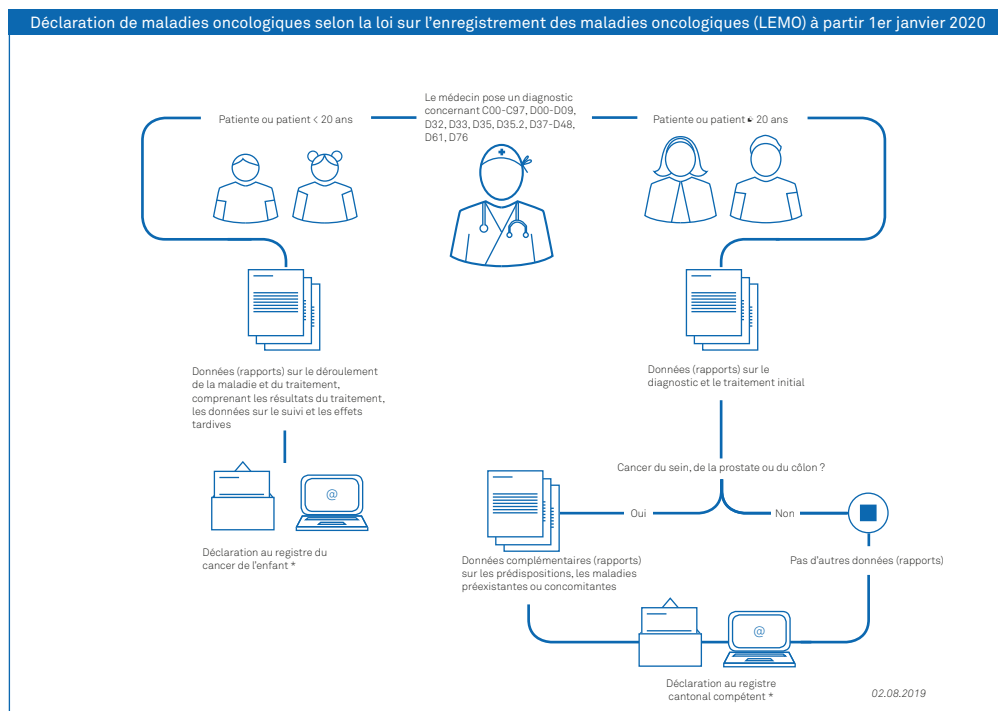 Déclaration de maladies oncologiques selon la loi sur l'enregistrement des maladies oncologiques (LEMO) à partir 1er janvier 2020
Le médecin pose un diagnostic
concernant C00-C97, D00-D09,
D32, D33, D35, D35.2, D37-D48,
D61, D76
Patiente ou patient < 20 ans
Patiente ou patient 20 ans
Données (rapports) sur le déroulement
de la maladie et du traitement,
comprenant les résultats du traitement,
les données sur le suivi et les effets
tardives
@
Déclaration au registre du
cancer de l'enfant *
Données (rapports) sur le
diagnostic et le traitement initial
Cancer du sein, de la prostate ou du côlon ?
Oui
Non
Données complémentaires (rapports)
sur les prédispositions, les maladies
préexistantes ou concomitantes
Pas d'autres données (rapports)
@
Déclaration au registre
cantonal compétent *
02.08.2019